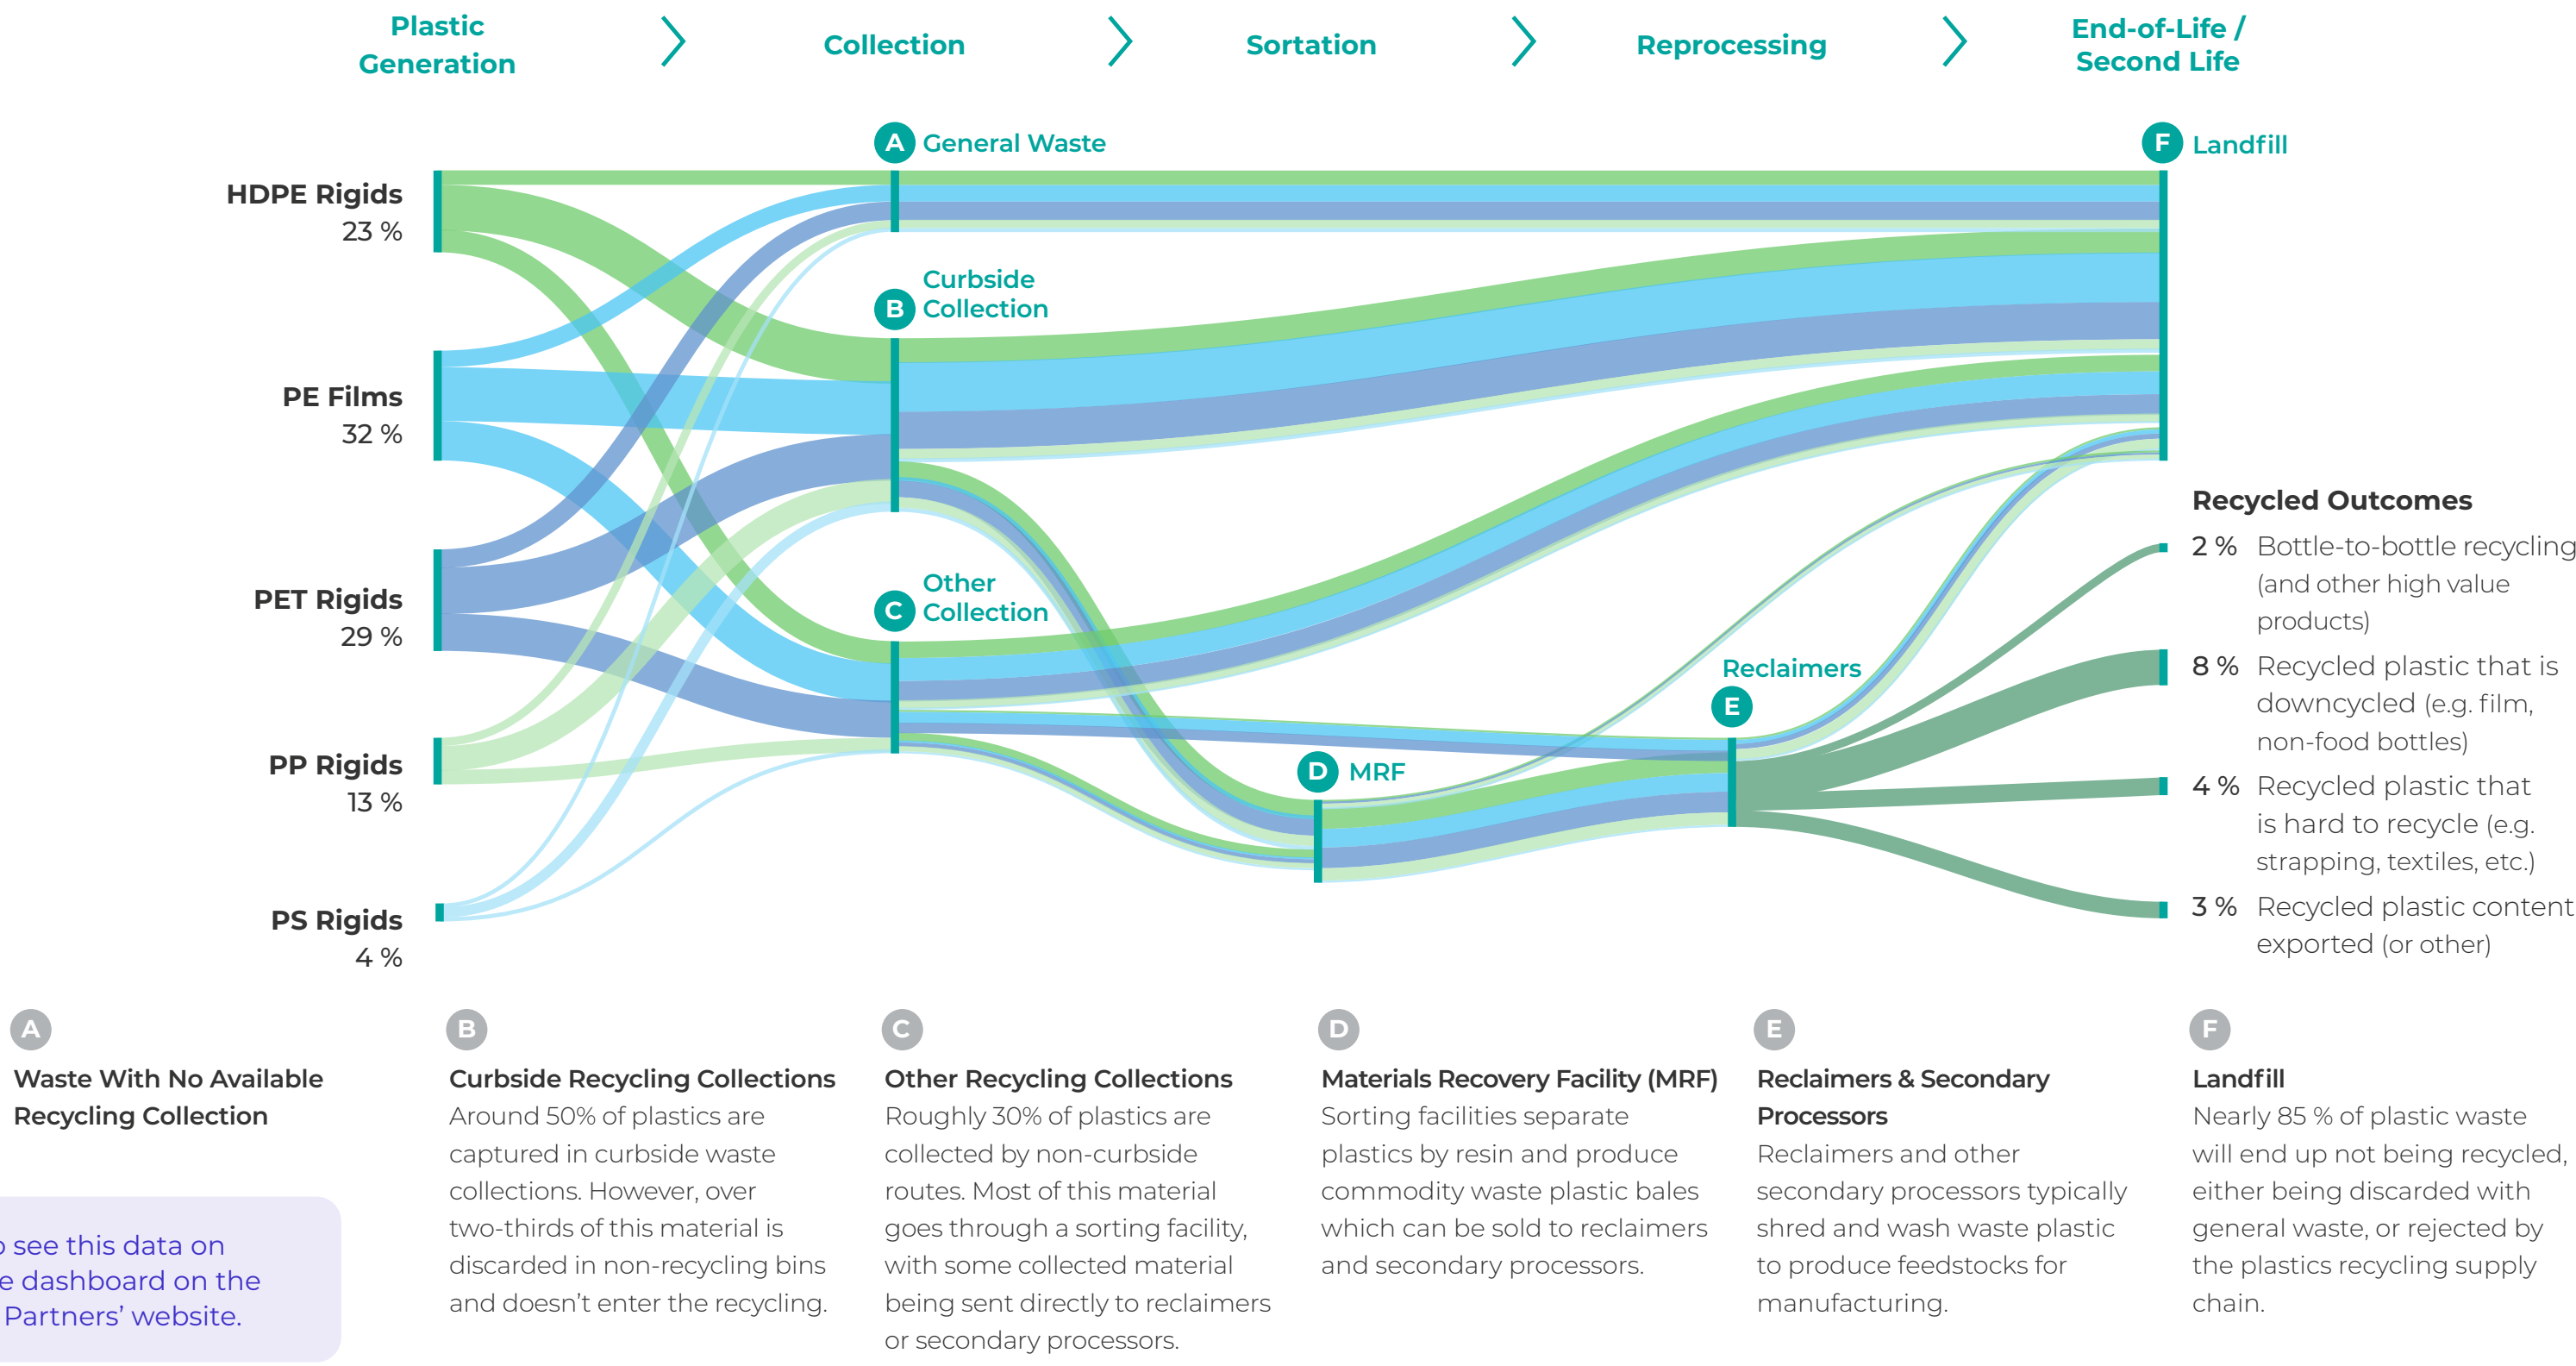 Plastic
Generation
Collection
Sortation
Reprocessing
End-of-Life /
Second Life
A General Waste
F Landfill
HDPE Rigids
23 %
B Curbside
Collection
PE Films
32 %
Recycled Outcomes
2 % Bottle-to-bottle recycling
(and other high value
products)
C Other
Collection
PET Rigids
29 %
Reclaimers
E
8 % Recycled plastic that is
downcycled (e.g. film,
non-food bottles)
D MRF
PP Rigids
13 %
4 % Recycled plastic that
is hard to recycle (e.g.
strapping, textiles, etc.)
PS Rigids
4 %
3 % Recycled plastic content
exported (or other)
A
Waste With No Available
Recycling Collection
o see this data on
e dashboard on the
Partners’ website.
B
Curbside Recycling Collections
Around 50% of plastics are
captured in curbside waste
collections. However, over
two-thirds of this material is
discarded in non-recycling bins
and doesn’t enter the recycling.
C
Other Recycling Collections
Roughly 30% of plastics are
collected by non-curbside
routes. Most of this material
goes through a sorting facility,
with some collected material
being sent directly to reclaimers
or secondary processors.
D
Materials Recovery Facility (MRF)
Sorting facilities separate
plastics by resin and produce
commodity waste plastic bales
which can be sold to reclaimers
and secondary processors.
E
Reclaimers & Secondary
Processors
Reclaimers and other
secondary processors typically
shred and wash waste plastic
to produce feedstocks for
manufacturing.
F
Landfill
Nearly 85 % of plastic waste
will end up not being recycled,
either being discarded with
general waste, or rejected by
the plastics recycling supply
chain.